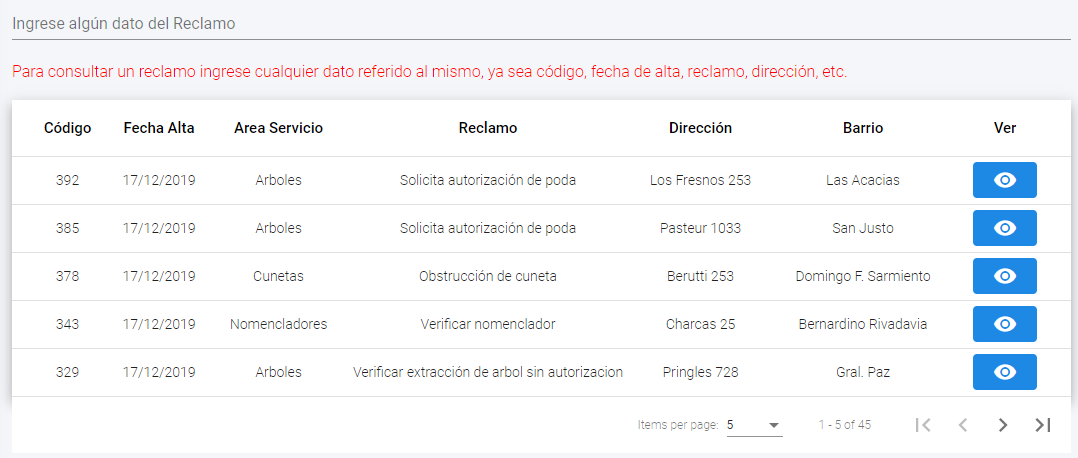 Ingrese algún dato del Reclamo
Para consultar un reclamo ingrese cualquier dato referido al mismo, ya sea código, fecha de alta, reclamo, dirección, etc.
Código Fecha Alta Area Servicio Reclamo Dirección Barrio Ver
392 17/12/2019 Arboles Solicita autorización de poda Los Fresnos 253 Las Acacias
385 17/12/2019 Arboles Solicita autorización de poda Pasteur 1033 San Justo
378 17/12/2019 Cunetas Obstrucción de cuneta Berutti 253 Domingo F. Sarmiento
343 17/12/2019 Nomencladores Verificar nomenclador Charcas 25 Bernardino Rivadavia
329 17/12/2019 Arboles Verificar extracción de arbol sin autorizacion Pringles 728 Gral. Paz
Items per page: 5 1 - 5 of 45